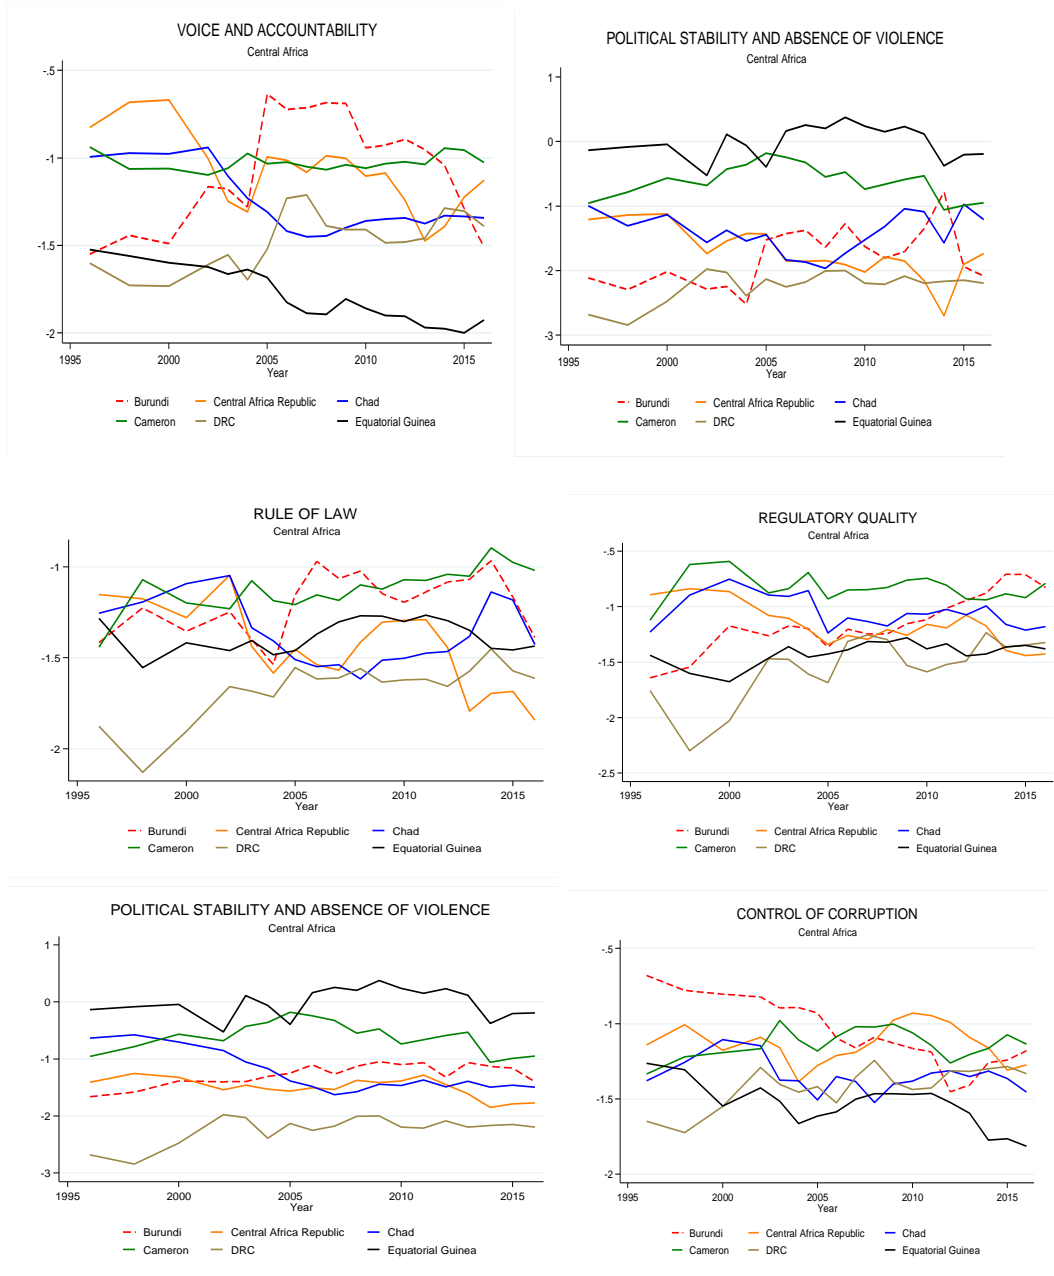 VOICE AND ACCOUNTABILITY
Central Africa
-.5
-1
-1.5
-2
1995 2000 2005 2010 2015
Year
Burundi Central Africa Republic Chad
Cameron DRC Equatorial Guinea
POLITICAL STABILITY AND ABSENCE OF VIOLENCE
Central Africa
1
0
-1
-2
-3
1995 2000 2005 2010 2015
Year
Burundi Central Africa Republic Chad
Cameron DRC Equatorial Guinea
RULE OF LAW
Central Africa
-1
-1.5
-2
1995 2000 2005 2010 2015
Year
Burundi Central Africa Republic Chad
Cameron DRC Equatorial Guinea
REGULATORY QUALITY
Central Africa
-.5
-1
-1.5
-2
-2.5
1995 2000 2005 2010 2015
Year
Burundi Central Africa Republic Chad
Cameron DRC Equatorial Guinea
POLITICAL STABILITY AND ABSENCE OF VIOLENCE
Central Africa
1
0
-1
-2
-3
1995 2000 2005 2010 2015
Year
Burundi Central Africa Republic Chad
Cameron DRC Equatorial Guinea
CONTROL OF CORRUPTION
Central Africa
-.5
-1
-1.5
-2
1995 2000 2005 2010 2015
Year
Burundi Central Africa Republic Chad
Cameron DRC Equatorial Guinea